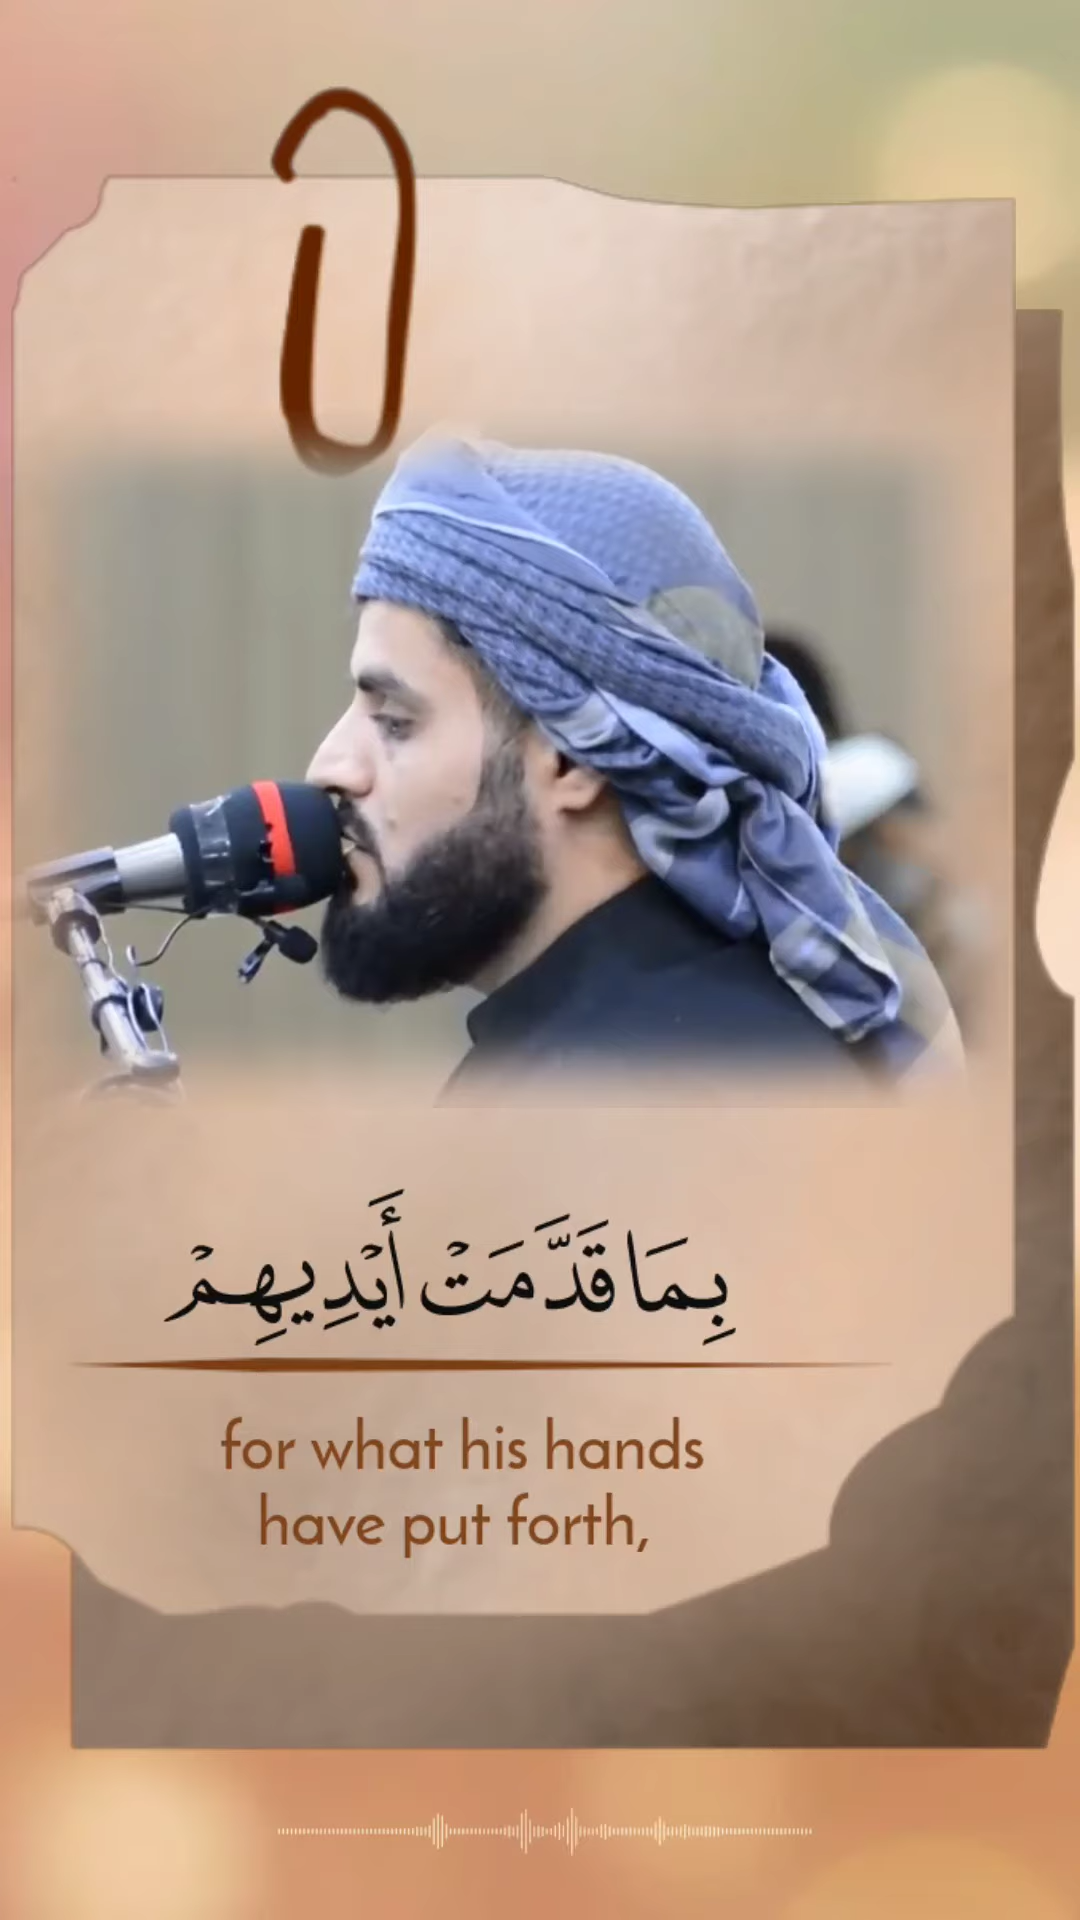 بِمَا قَدَّمَتْ أَيْدِيهِمْ
for what his hands
have put forth,